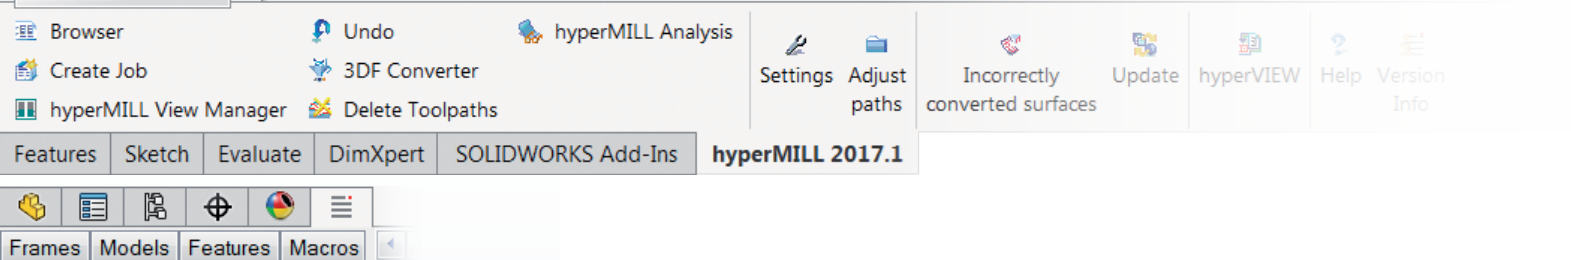 Browser Undo hyperMILL Analysis
Create Job 3DF Converter
hyperMILL View Manager Delete Toolpaths
Settings Adjust paths Incorrectly converted surfaces Update hyperVIEW Help Version Info
Features Sketch Evaluate DimXpert SOLIDWORKS Add-Ins hyperMILL 2017.1
Frames Models Features Macros